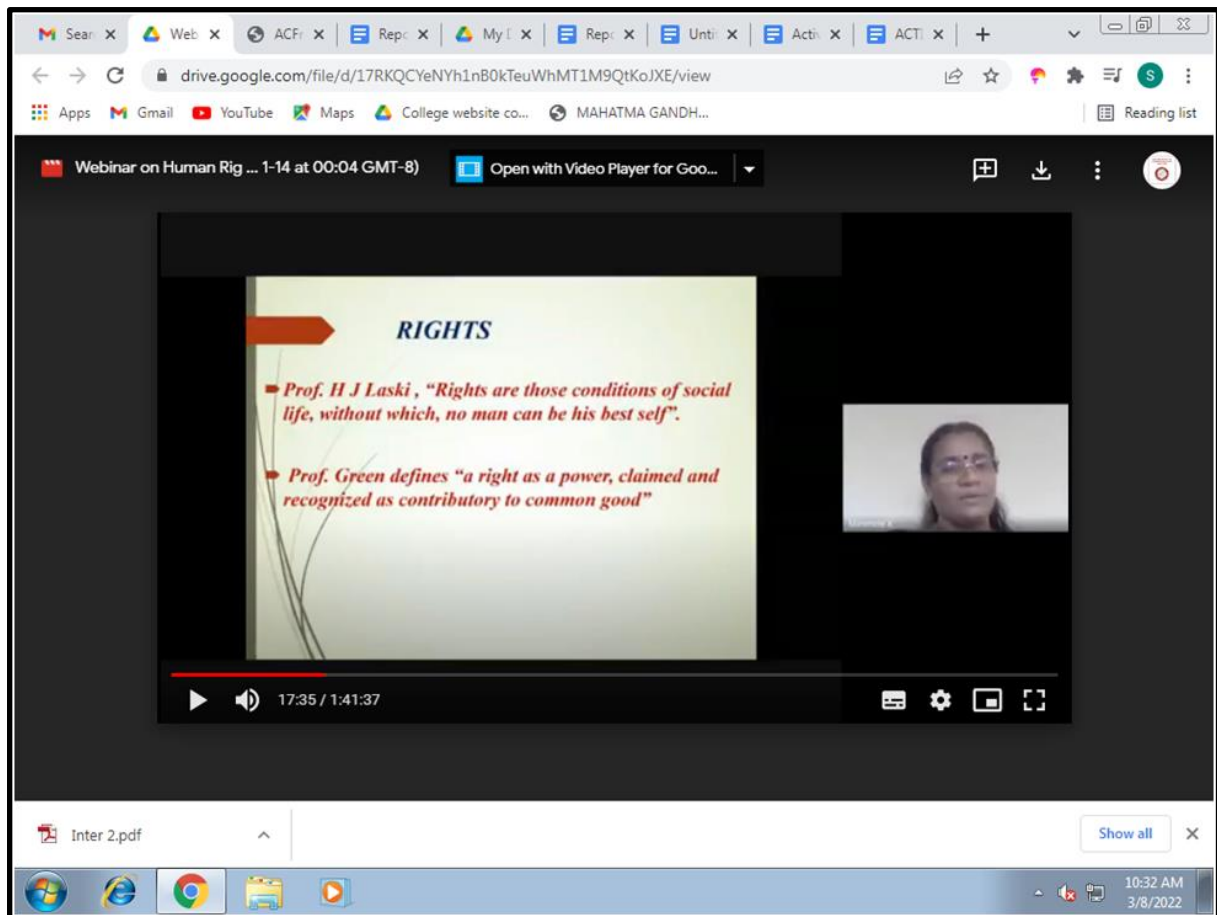 Sear
Web
ACFr
Repo
My D
Repo
Untit
Activ
ACTI
drive.google.com/file/d/17RKQCYeNYh1nB0kTeuWhMT1M9QtKoJXE/view
S
Apps
Gmail
YouTube
Maps
College website co...
MAHATMA GANDH...
Reading list
Webinar on Human Rig ... 1-14 at 00:04 GMT-8)
Open with Video Player for Goo...
RIGHTS
Prof. H J Laski , “Rights are those conditions of social
life, without which, no man can be his best self”.
Prof. Green defines “a right as a power, claimed and
recognized as contributory to common good”
17:35 / 1:41:37
Inter 2.pdf
Show all
10:32 AM
3/8/2022